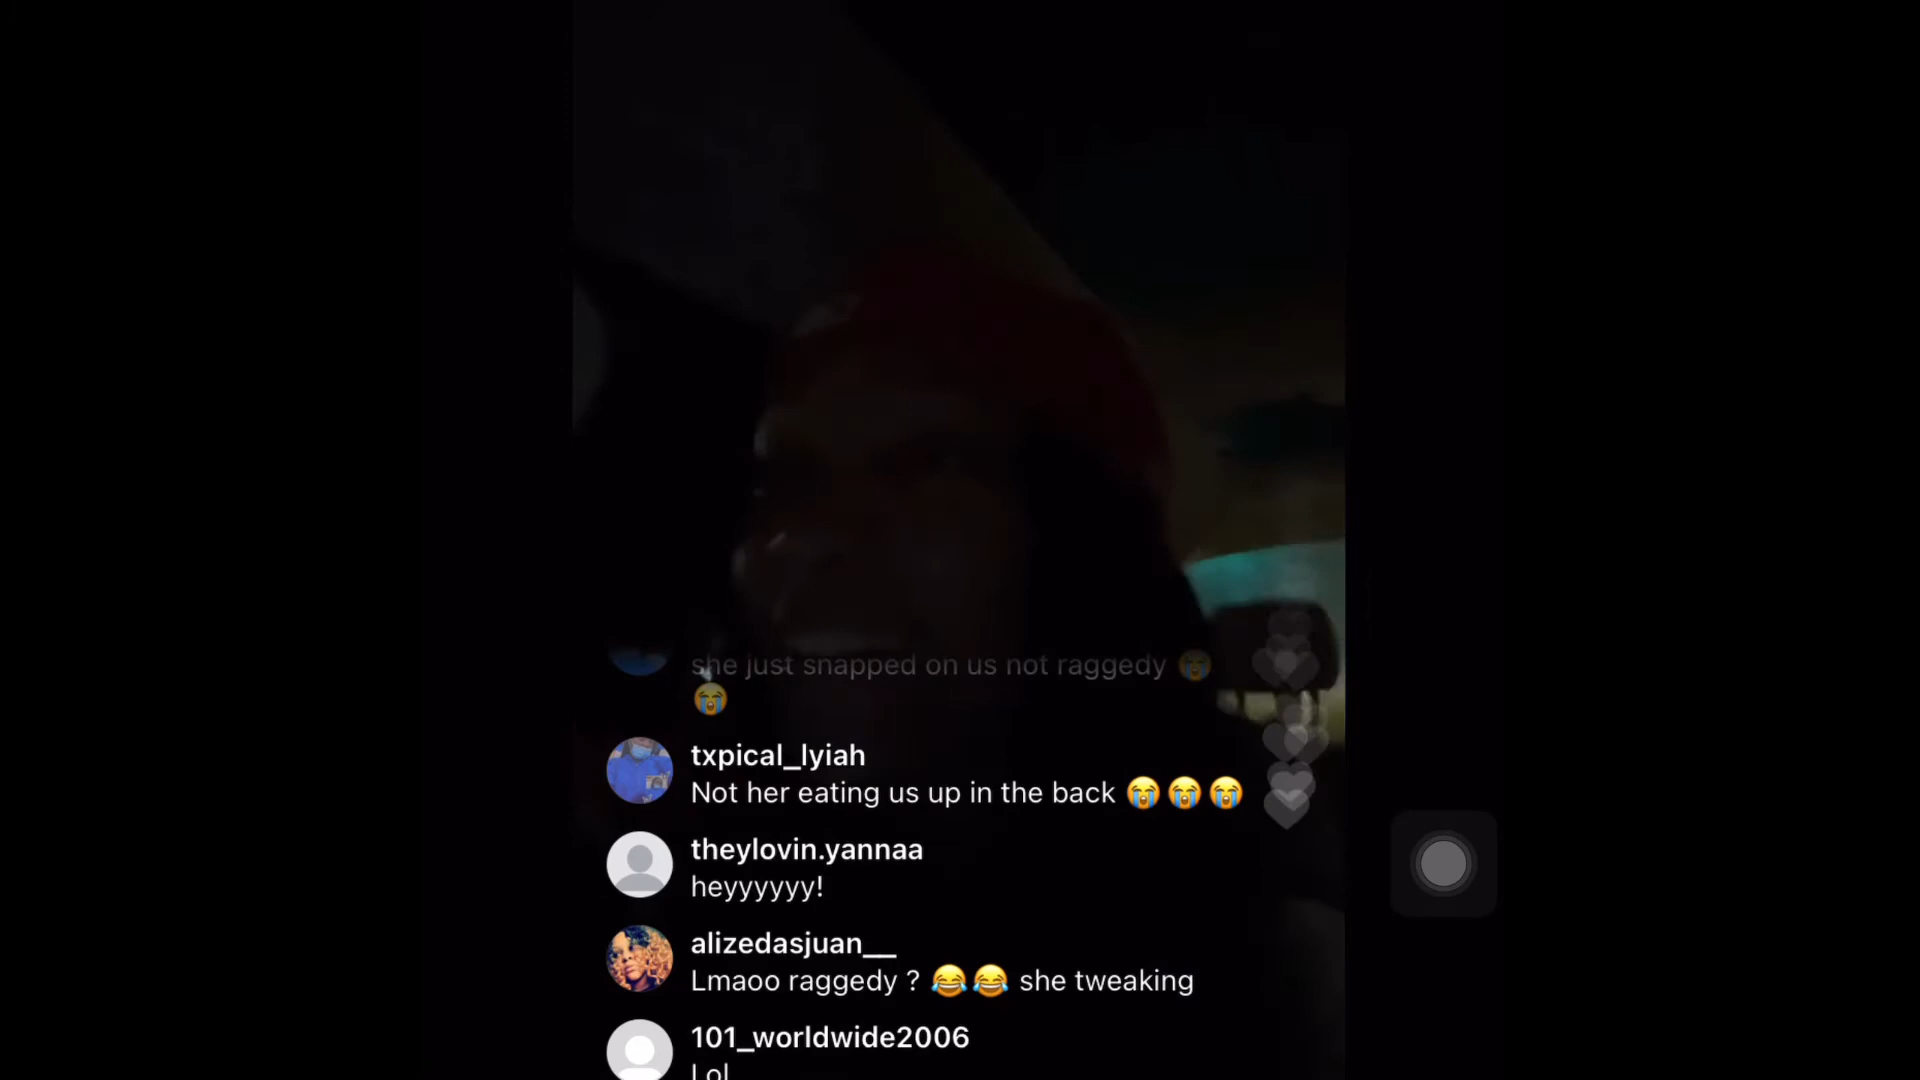 she just snapped on us not raggedy 😭
😭
txpical_lyiah
Not her eating us up in the back 😭😭😭
theylovin.yannaa
heyyyyyy!
alizedasjuan__
Lmaoo raggedy ? 😂😂 she tweaking
101_worldwide2006
Lol